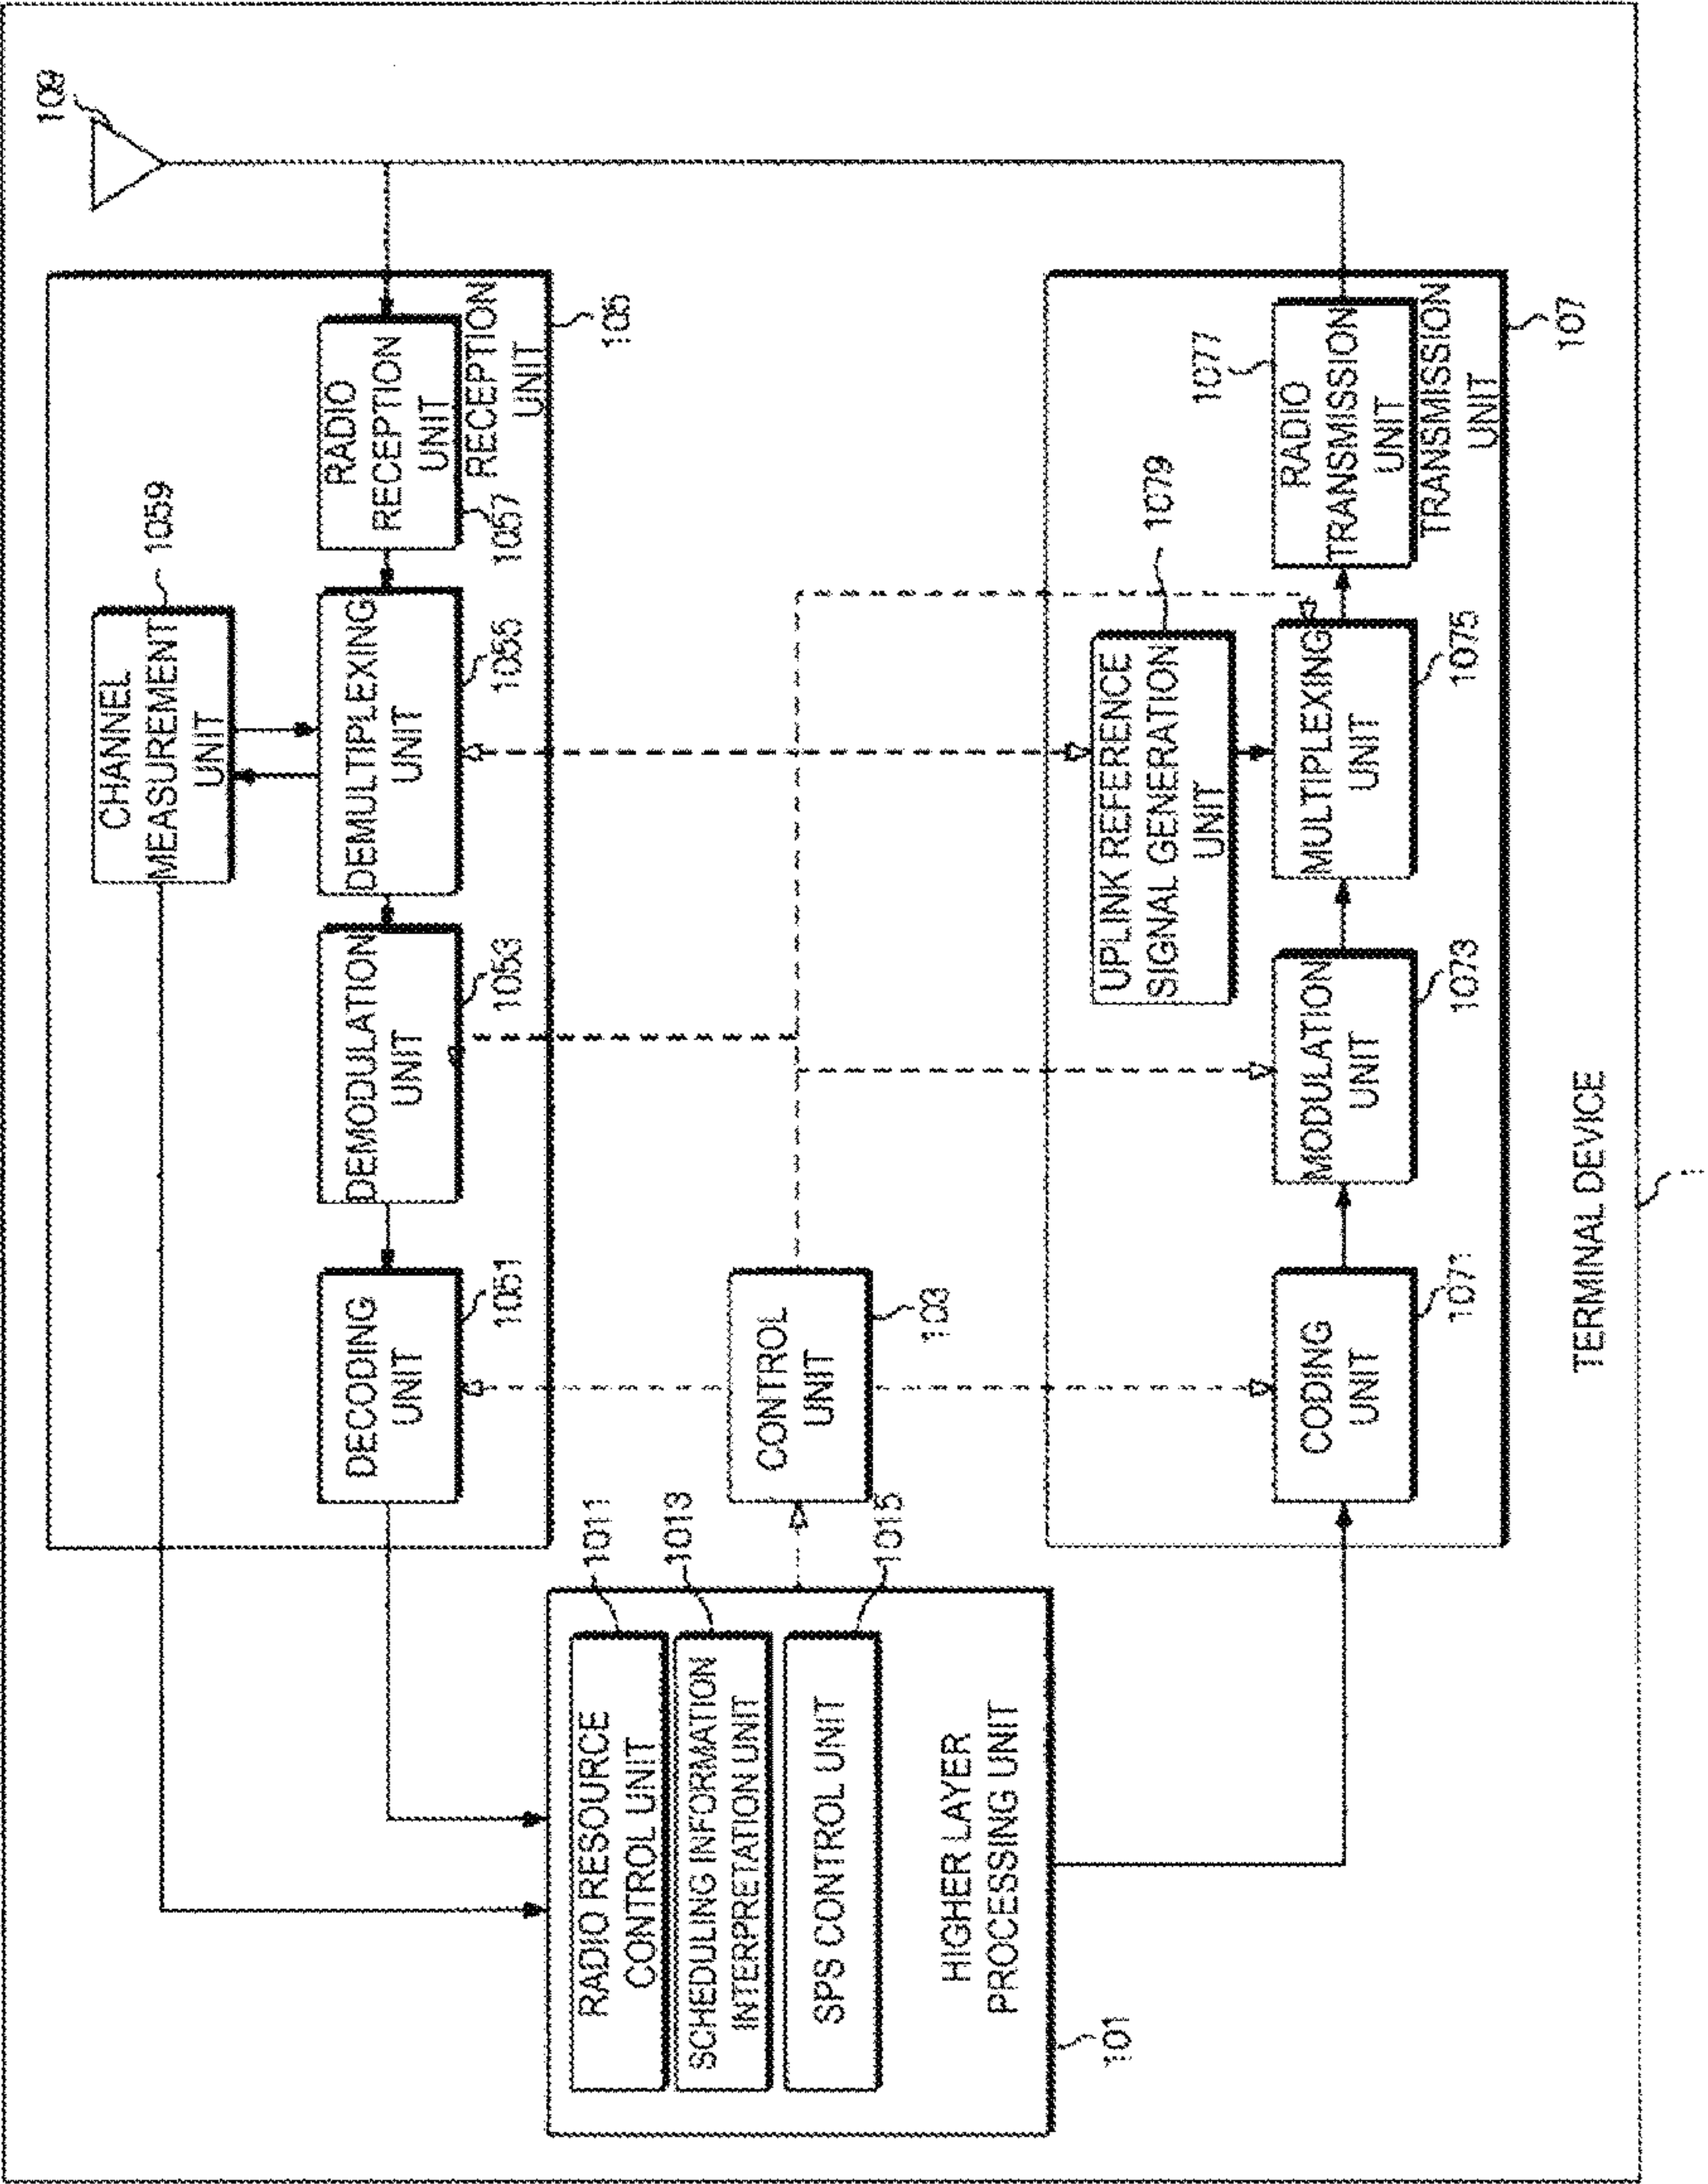 109
CHANNEL
MEASUREMENT
UNIT
1059
DECODING
UNIT
1051
DEMODULATION
UNIT
1053
DEMULTIPLEXING
UNIT
1055
RADIO
RECEPTION
UNIT
1057
RECEPTION
UNIT
105
RADIO RESOURCE
CONTROL UNIT
1011
SCHEDULING INFORMATION
INTERPRETATION UNIT
1013
SPS CONTROL UNIT
1015
HIGHER LAYER
PROCESSING UNIT
101
CONTROL
UNIT
103
UPLINK REFERENCE
SIGNAL GENERATION
UNIT
1079
CODING
UNIT
1071
MODULATION
UNIT
1073
MULTIPLEXING
UNIT
1075
RADIO
TRANSMISSION
UNIT
1077
TRANSMISSION
UNIT
107
TERMINAL DEVICE